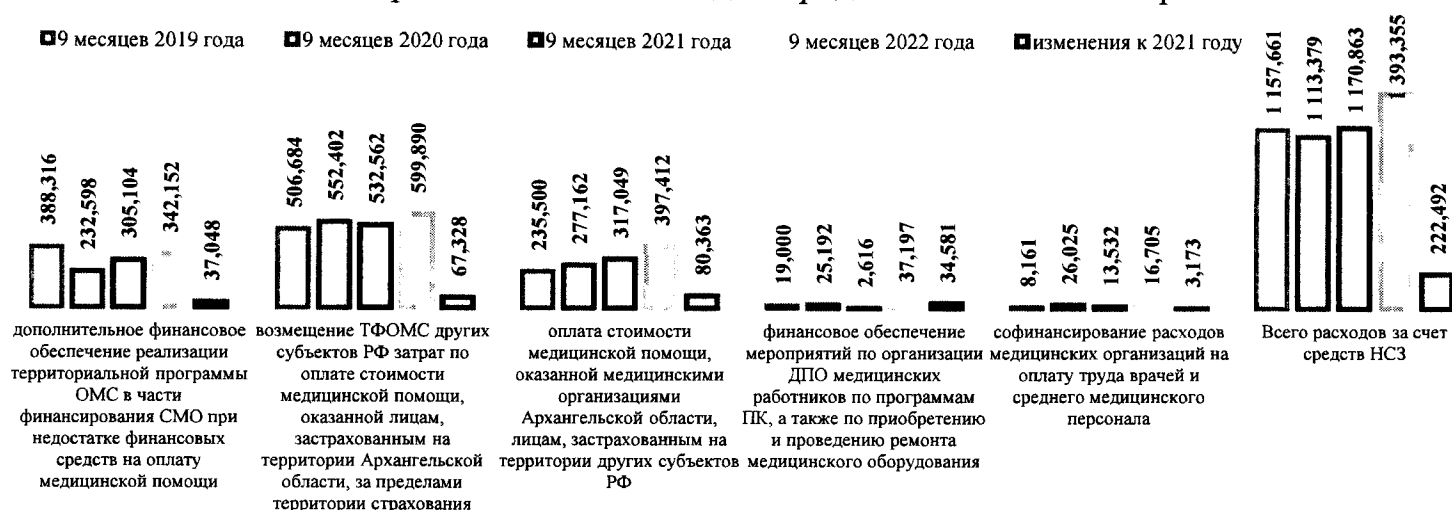 9 месяцев 2019 года 9 месяцев 2020 года 9 месяцев 2021 года 9 месяцев 2022 года изменения к 2021 году
388,316
232,598
305,104
342,152
37,048
506,684
552,402
532,562
599,890
67,328
235,500
277,162
317,049
397,412
80,363
19,000
25,192
2,616
37,197
34,581
8,161
26,025
13,532
16,705
3,173
1 157,661
1 113,379
1 170,863
1 393,355
222,492
дополнительное финансовое
обеспечение реализации
территориальной программы
ОМС в части
финансирования СМО при
недостатке финансовых
средств на оплату
медицинской помощи
возмещение ТФОМС других
субъектов РФ затрат по
оплате стоимости
медицинской помощи,
оказанной лицам,
застрахованным на
территории Архангельской
области, за пределами
территории страхования
оплата стоимости
медицинской помощи,
оказанной медицинскими
организациями
Архангельской области,
лицам, застрахованным на
территории других субъектов
РФ
финансовое обеспечение
мероприятий по организации
ДПО медицинских
работников по программам
ПК, а также по приобретению
и проведению ремонта
медицинского оборудования
софинансирование расходов
медицинских организаций на
оплату труда врачей и
среднего медицинского
персонала
Всего расходов за счет
средств НСЗ